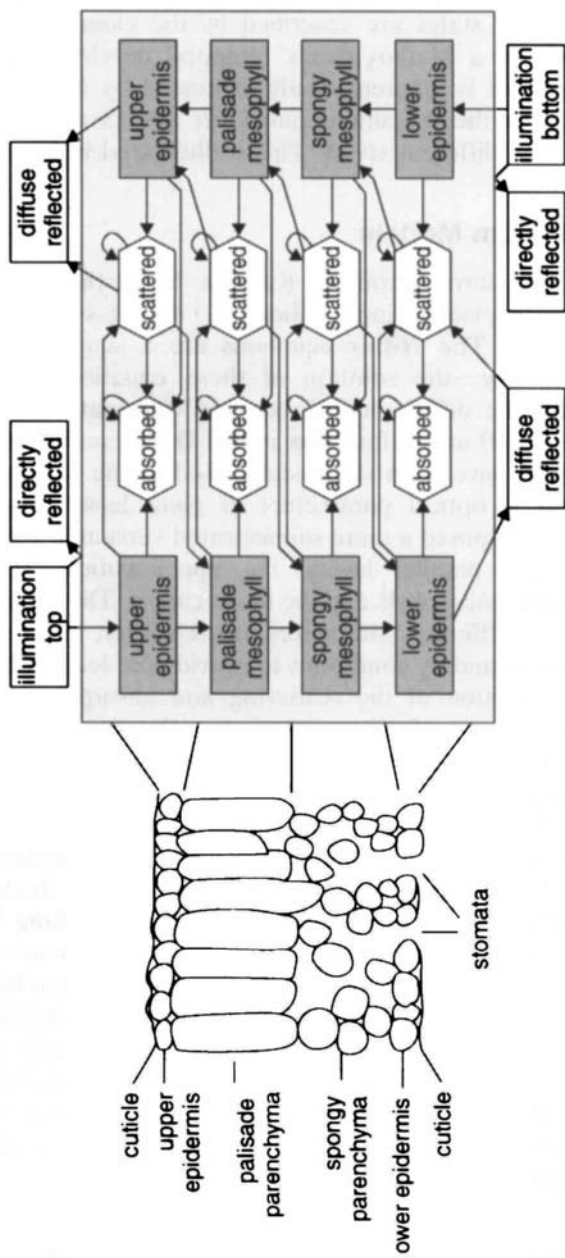 cuticle
upper
epidermis
palisade
parenchyma
spongy
parenchyma
ower epidermis
cuticle
stomata
illumination
top
directly
reflected
diffuse
reflected
upper
epidermis
absorbed
scattered
upper
epidermis
palisade
mesophyll
absorbed
scattered
palisade
mesophyll
spongy
mesophyll
absorbed
scattered
spongy
mesophyll
lower
epidermis
absorbed
scattered
lower
epidermis
diffuse
reflected
directly
reflected
illumination
bottom